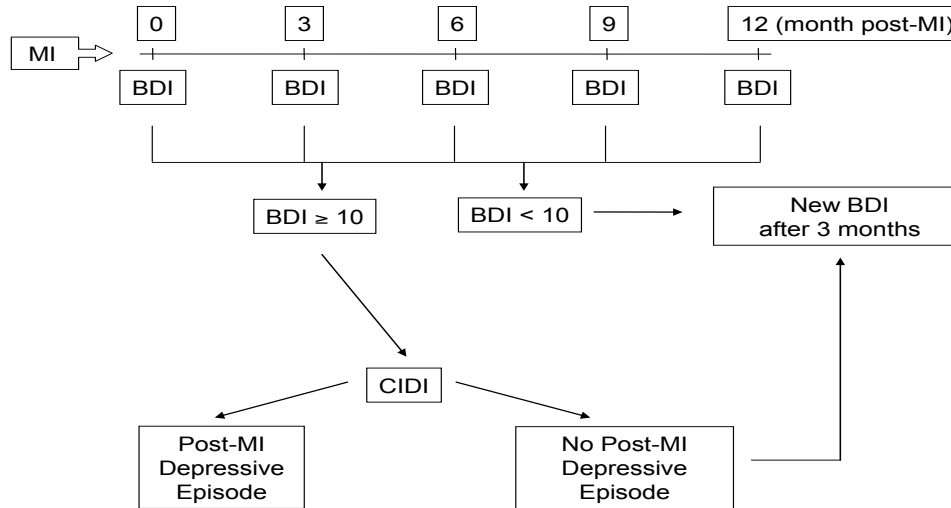 0
3
6
9
12 (month post-MI)
MI
BDI
BDI
BDI
BDI
BDI
BDI ≥ 10
BDI < 10
New BDI
after 3 months
CIDI
Post-MI
Depressive
Episode
No Post-MI
Depressive
Episode